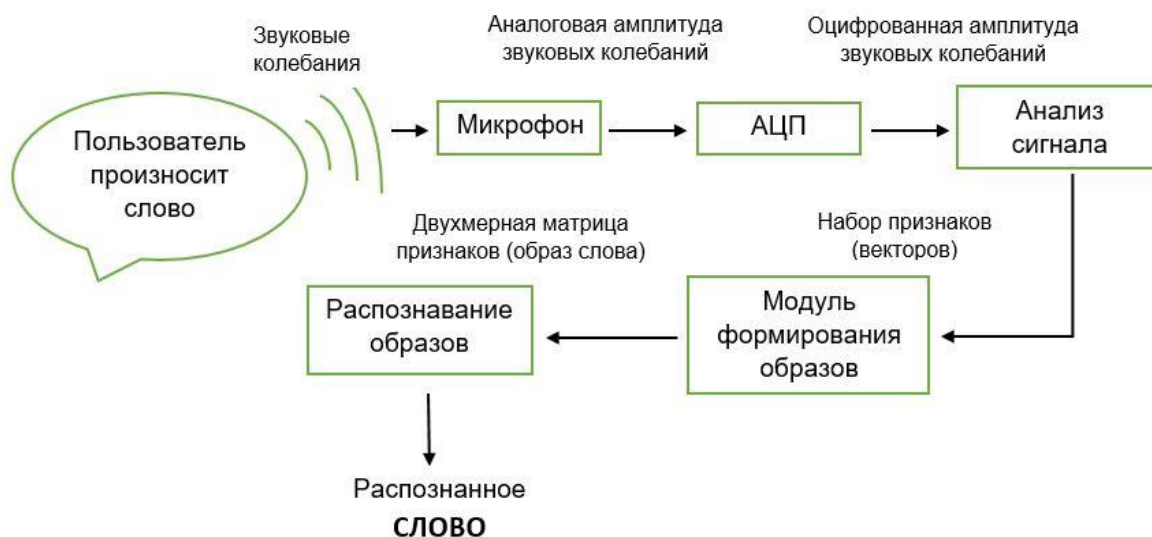 Звуковые
колебания
Аналоговая амплитуда
звуковых колебаний
Оцифрованная амплитуда
звуковых колебаний
Пользователь
произносит
слово
Микрофон
АЦП
Анализ
сигнала
Двухмерная матрица
признаков (образ слова)
Набор признаков
(векторов)
Распознавание
образов
Модуль
формирования
образов
Распознанное
СЛОВО